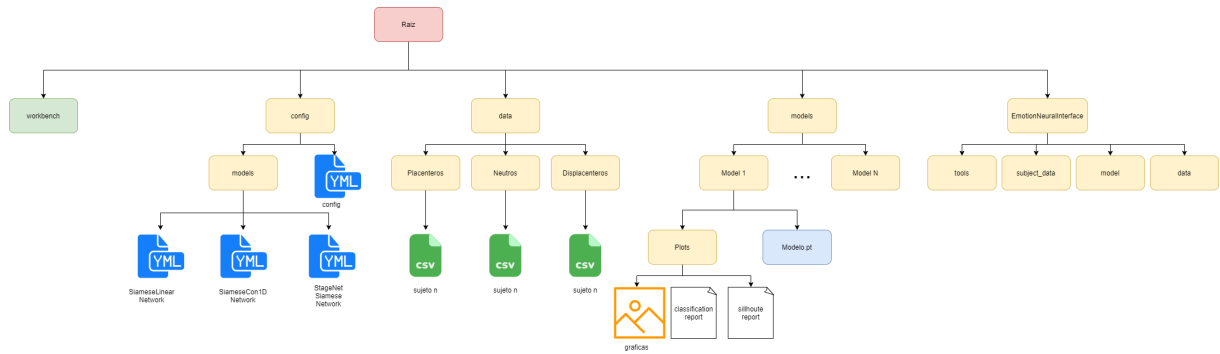 Raiz
workbench
config
data
models
EmotionNeuralInterface
models
YML
config
Placenteros
Neutros
Displacenteros
Model 1
...
Model N
tools
subject_data
model
data
YML
SiameseLinear
Network
YML
SiameseCon1D
Network
YML
StageNet
Siamese
Network
CSV
sujeto n
CSV
sujeto n
CSV
sujeto n
Plots
Modelo.pt
graficas
classification
report
sillhoute
report